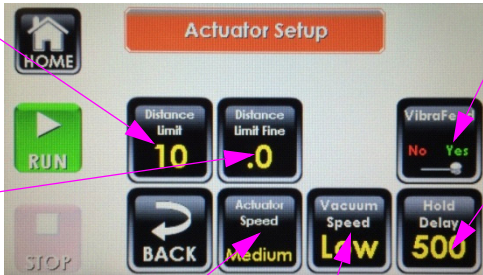 Actuator Setup
HOME
Distance
Limit
10
Distance
Limit Fine
.0
VibraFeed
No Yes
RUN
BACK
Actuator
Speed
Medium
Vacuum
Speed
Low
Hold
Delay
500
STOP